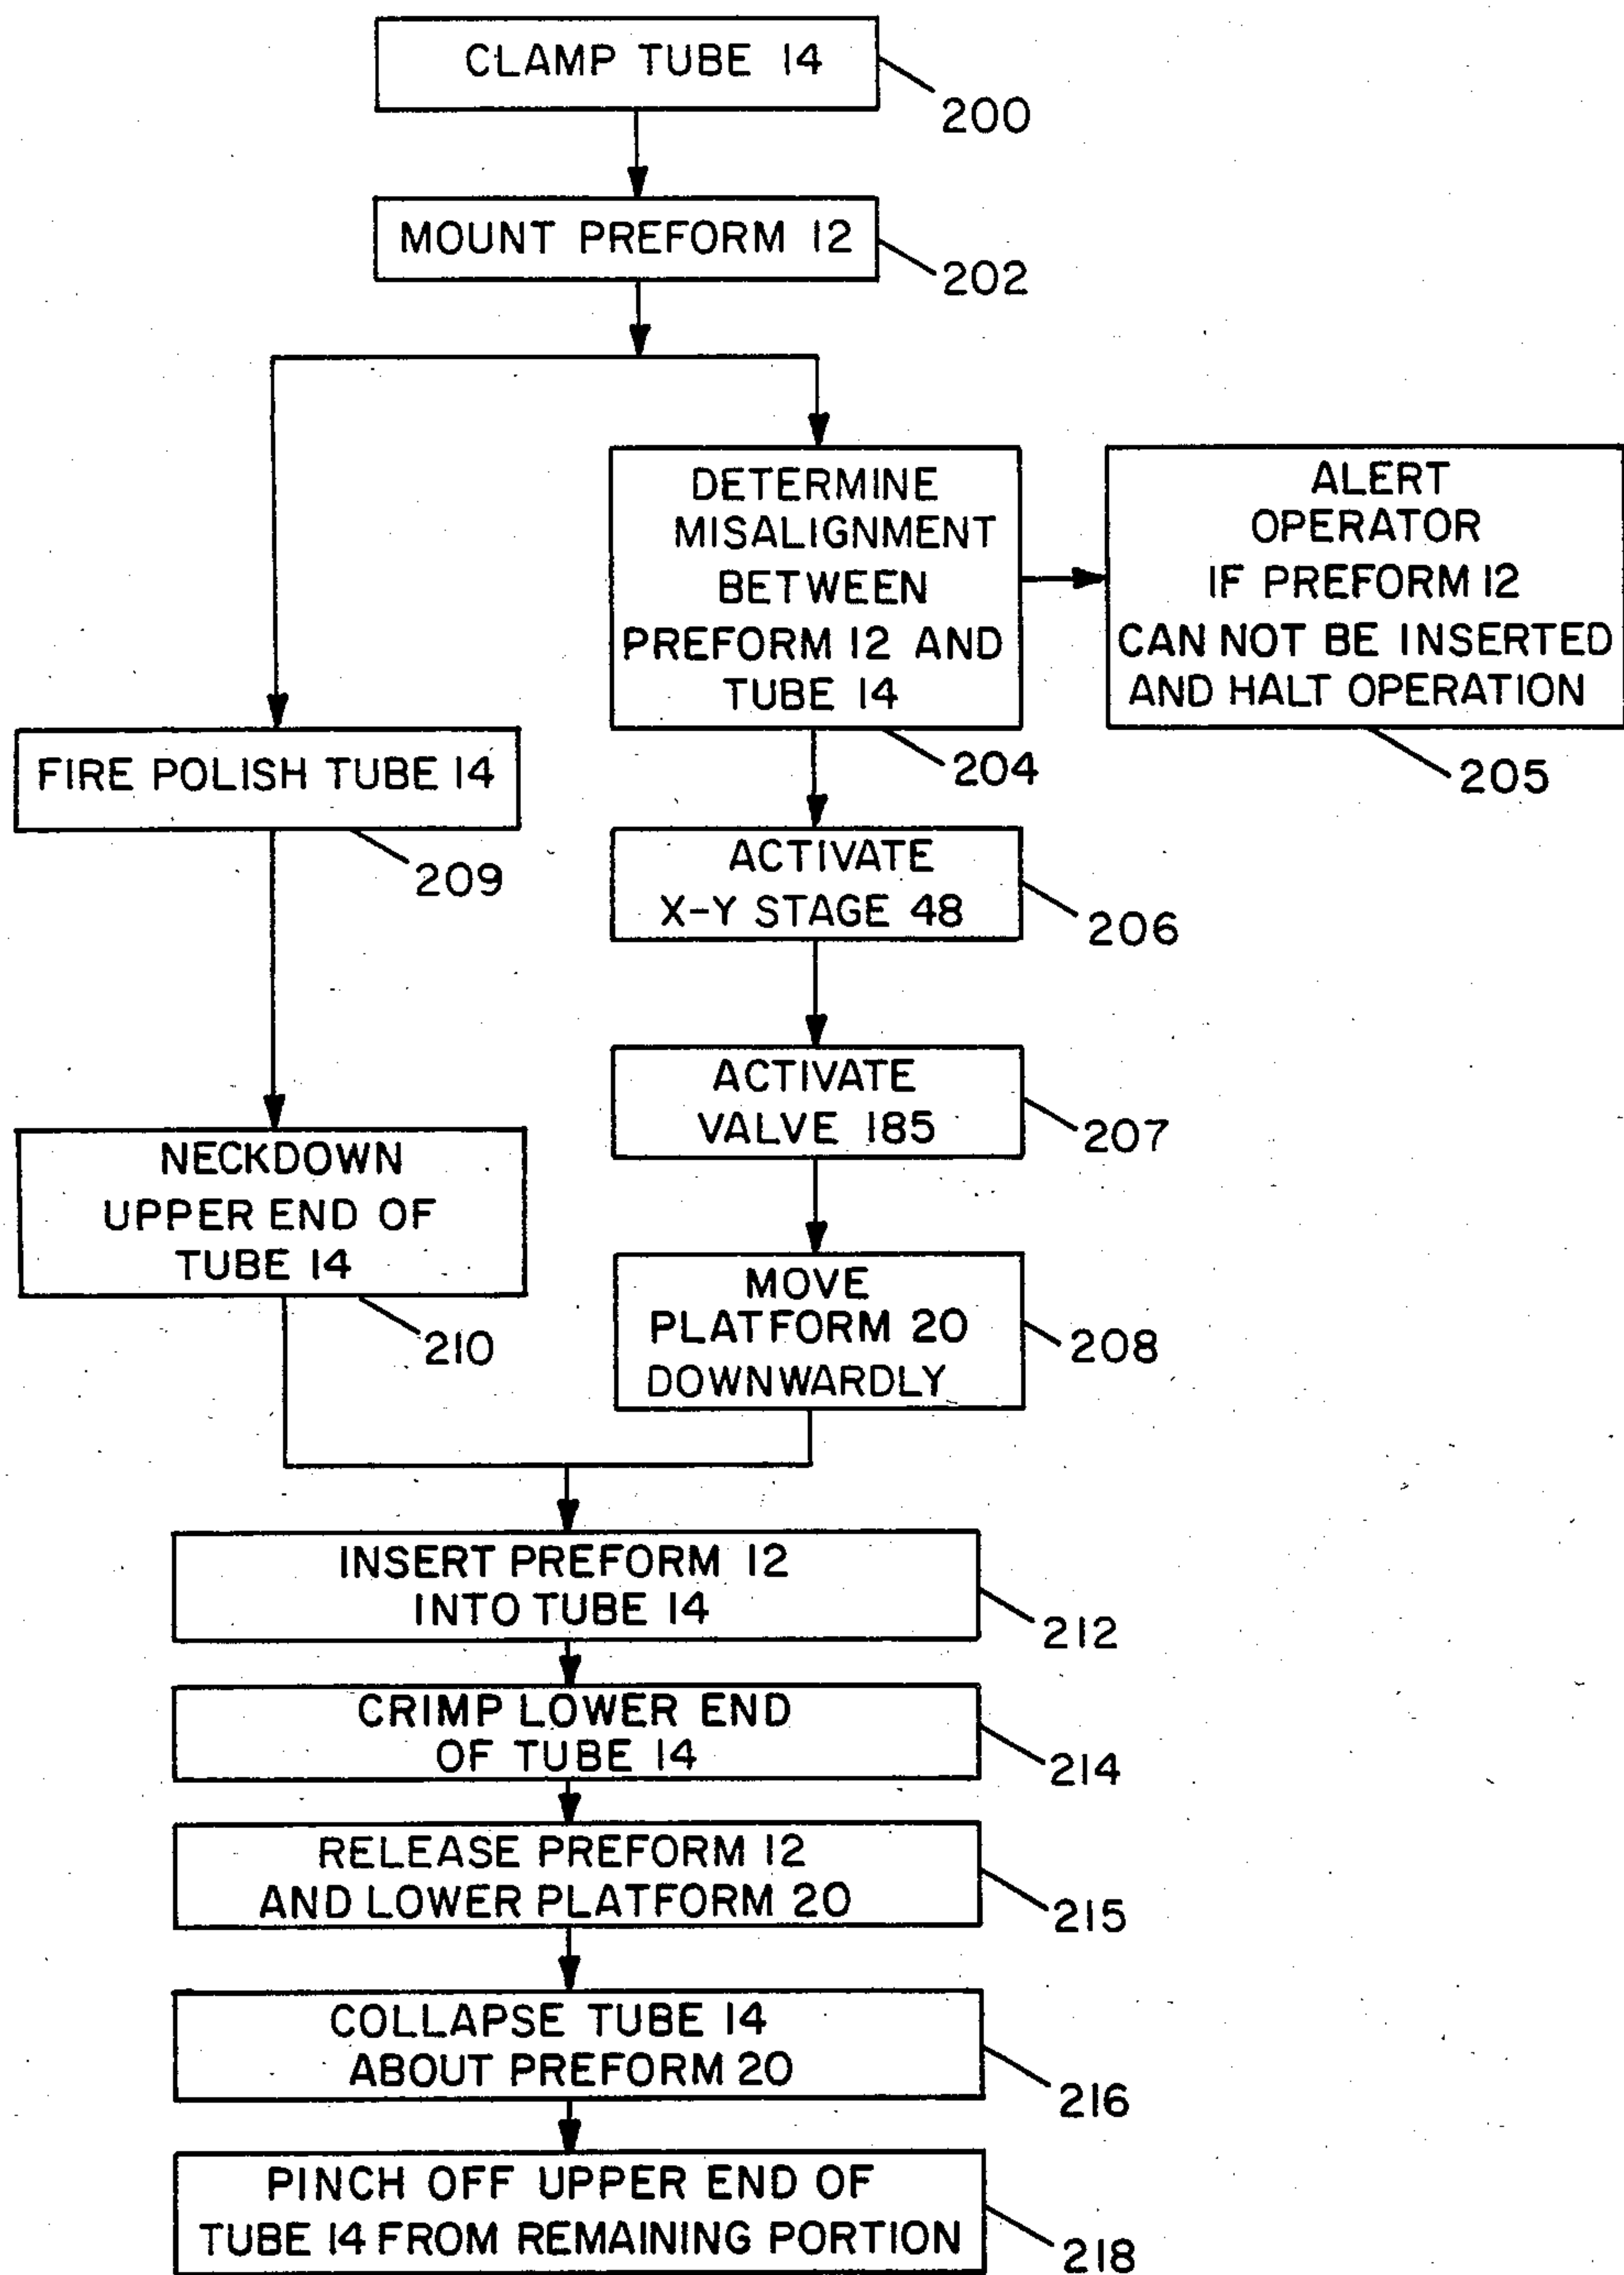 CLAMP TUBE 14
200
MOUNT PREFORM 12
202
DETERMINE
MISALIGNMENT
BETWEEN
PREFORM 12 AND
TUBE 14
204
ALERT
OPERATOR
IF PREFORM 12
CAN NOT BE INSERTED
AND HALT OPERATION
205
FIRE POLISH TUBE 14
209
ACTIVATE
X-Y STAGE 48
206
ACTIVATE
VALVE 185
207
NECKDOWN
UPPER END OF
TUBE 14
210
MOVE
PLATFORM 20
DOWNWARDLY
208
INSERT PREFORM 12
INTO TUBE 14
212
CRIMP LOWER END
OF TUBE 14
214
RELEASE PREFORM 12
AND LOWER PLATFORM 20
215
COLLAPSE TUBE 14
ABOUT PREFORM 20
216
PINCH OFF UPPER END OF
TUBE 14 FROM REMAINING PORTION
218